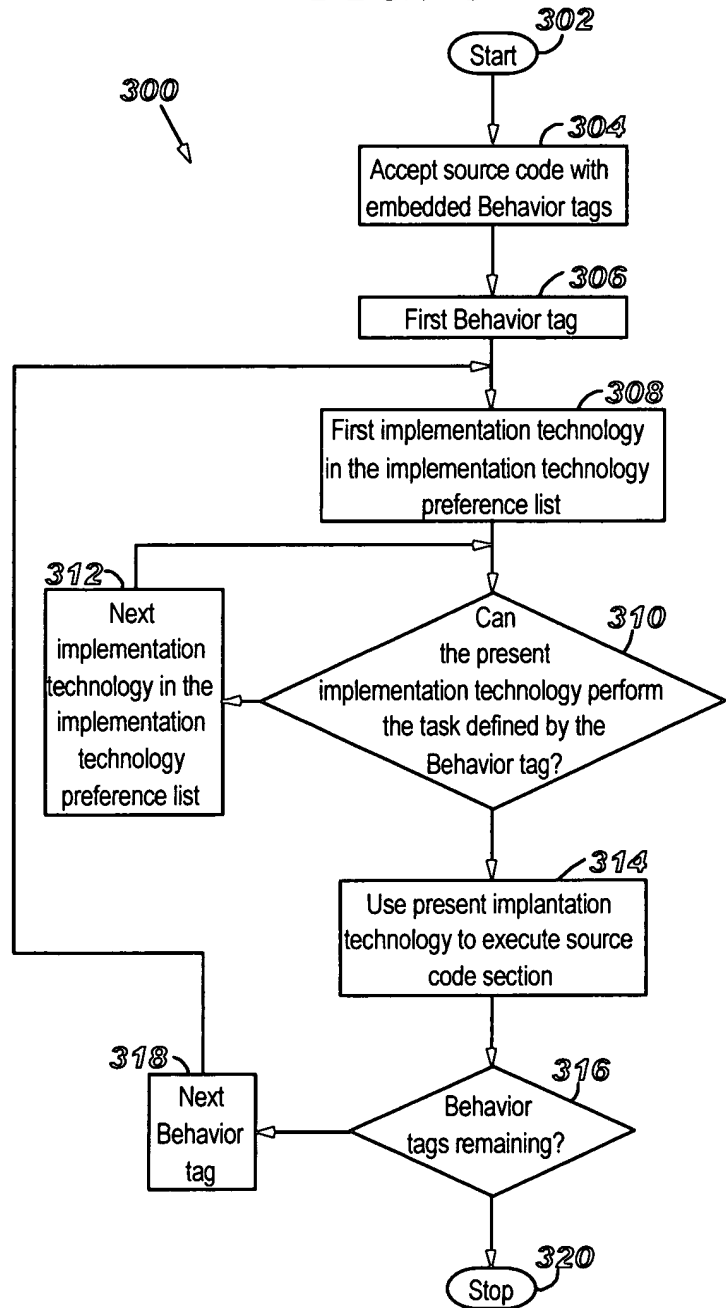 302
Start
300
304
Accept source code with
embedded Behavior tags
306
First Behavior tag
308
First implementation technology
in the implementation technology
preference list
312
Next
implementation
technology in the
implementation
technology
preference list
310
Can
the present
implementation technology perform
the task defined by the
Behavior tag?
314
Use present implantation
technology to execute source
code section
318
Next
Behavior
tag
316
Behavior
tags remaining?
320
Stop